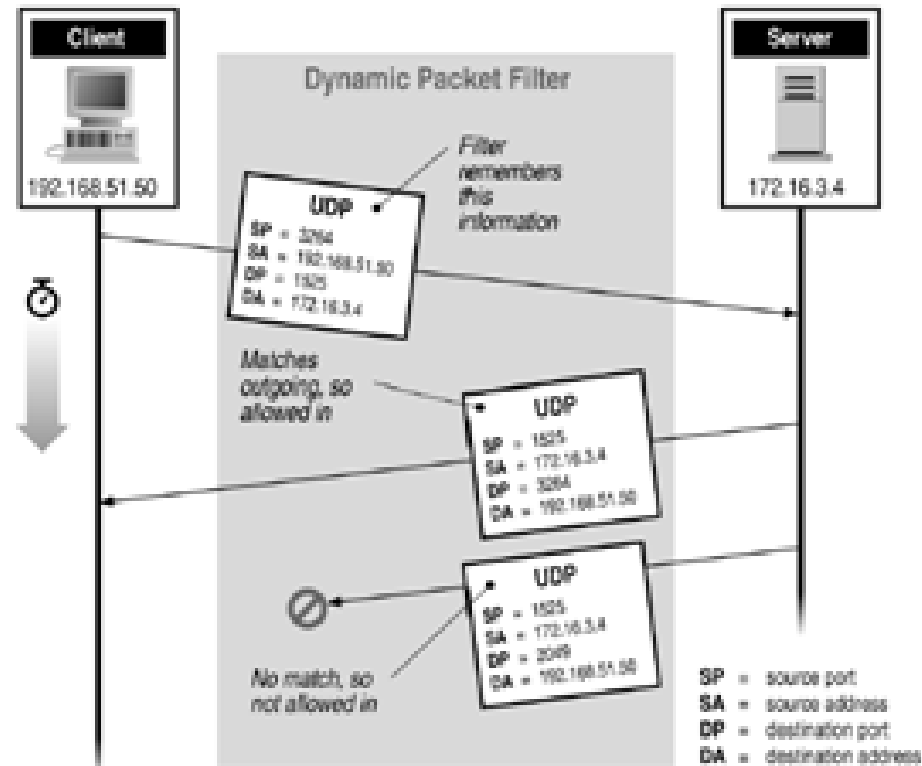 Client
192.168.51.50
Dynamic Packet Filter
Server
172.16.3.4
Filter
remembers
this
information
UDP
SP = 3264
SA = 192.168.51.50
DP = 1525
DA = 172.16.3.4
Matches
outgoing, so
allowed in
UDP
SP = 1525
SA = 172.16.3.4
DP = 3264
DA = 192.168.51.50
UDP
SP = 1525
SA = 172.16.3.4
DP = 2049
DA = 192.168.51.50
No match, so
not allowed in
SP = source port
SA = source address
DP = destination port
DA = destination address